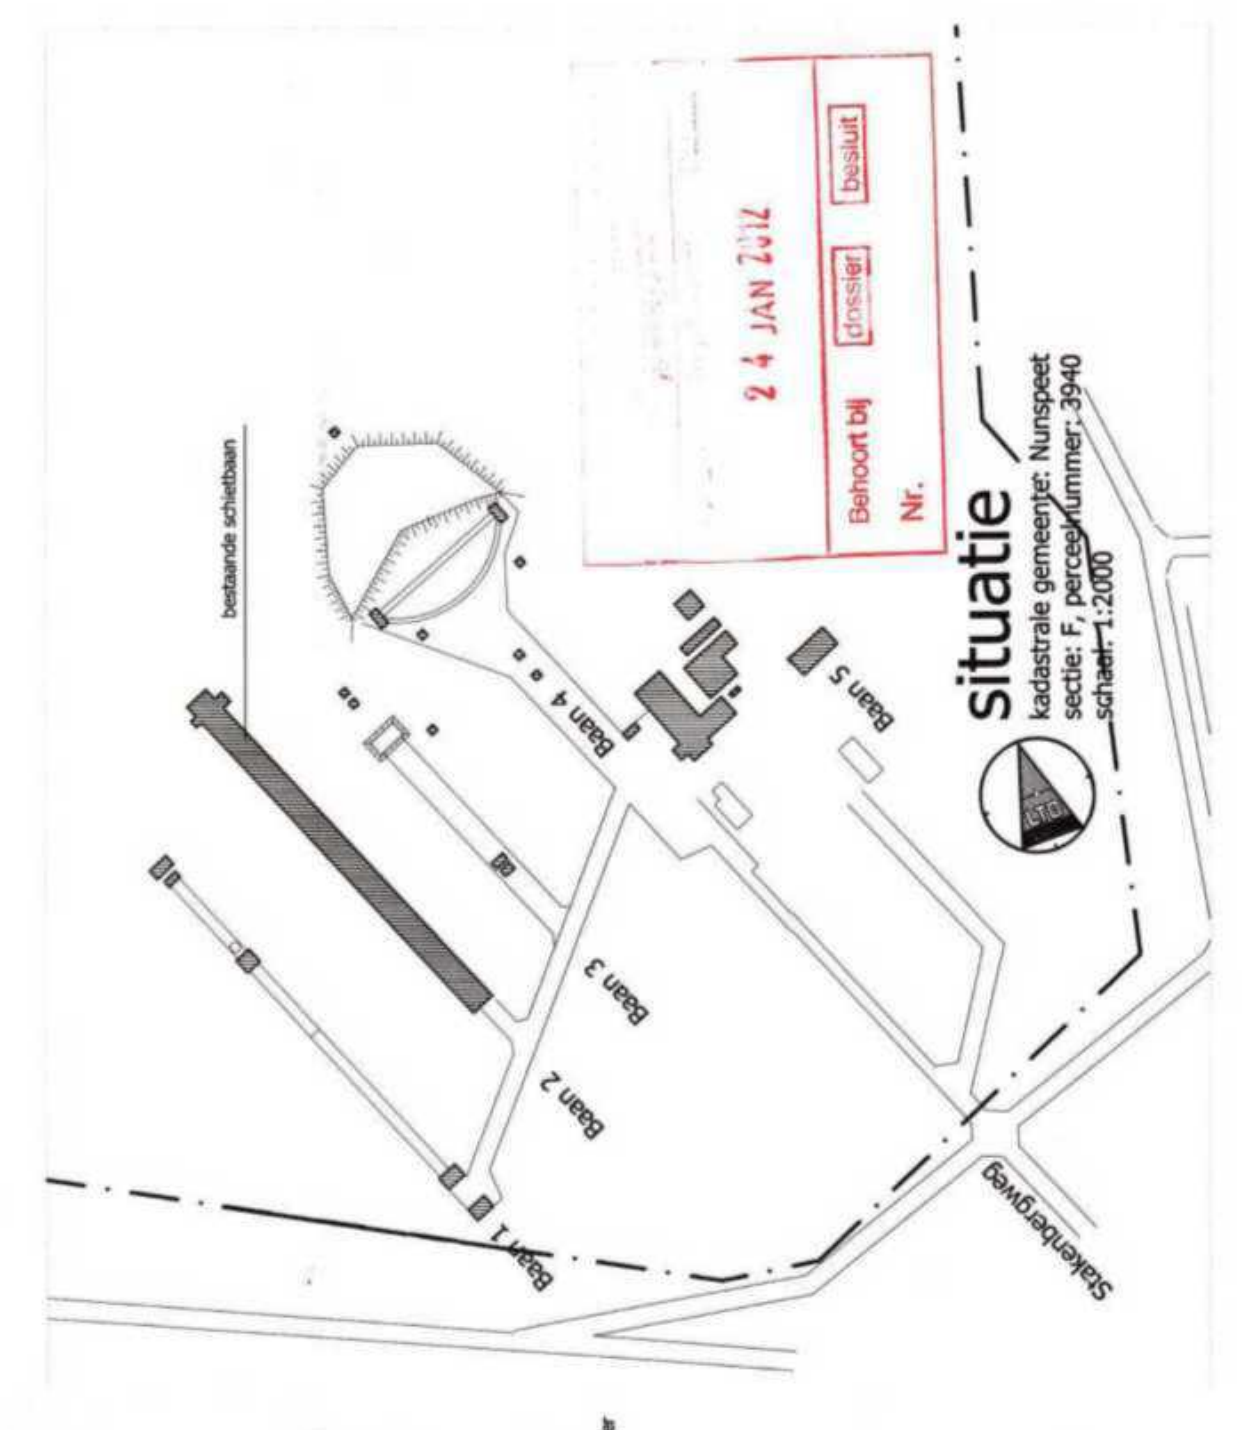 bestaande schietbaan
24 JAN 2012
Behoort bij dossier besluit
Nr.
situatie
kadastrale gemeente: Nunspeet
sectie: F, perceelnummer: 3940
schaal: 1:2000
LTD
Baan 1
Baan 2
Baan 3
Baan 4
Baan 5
Stakenbergweg